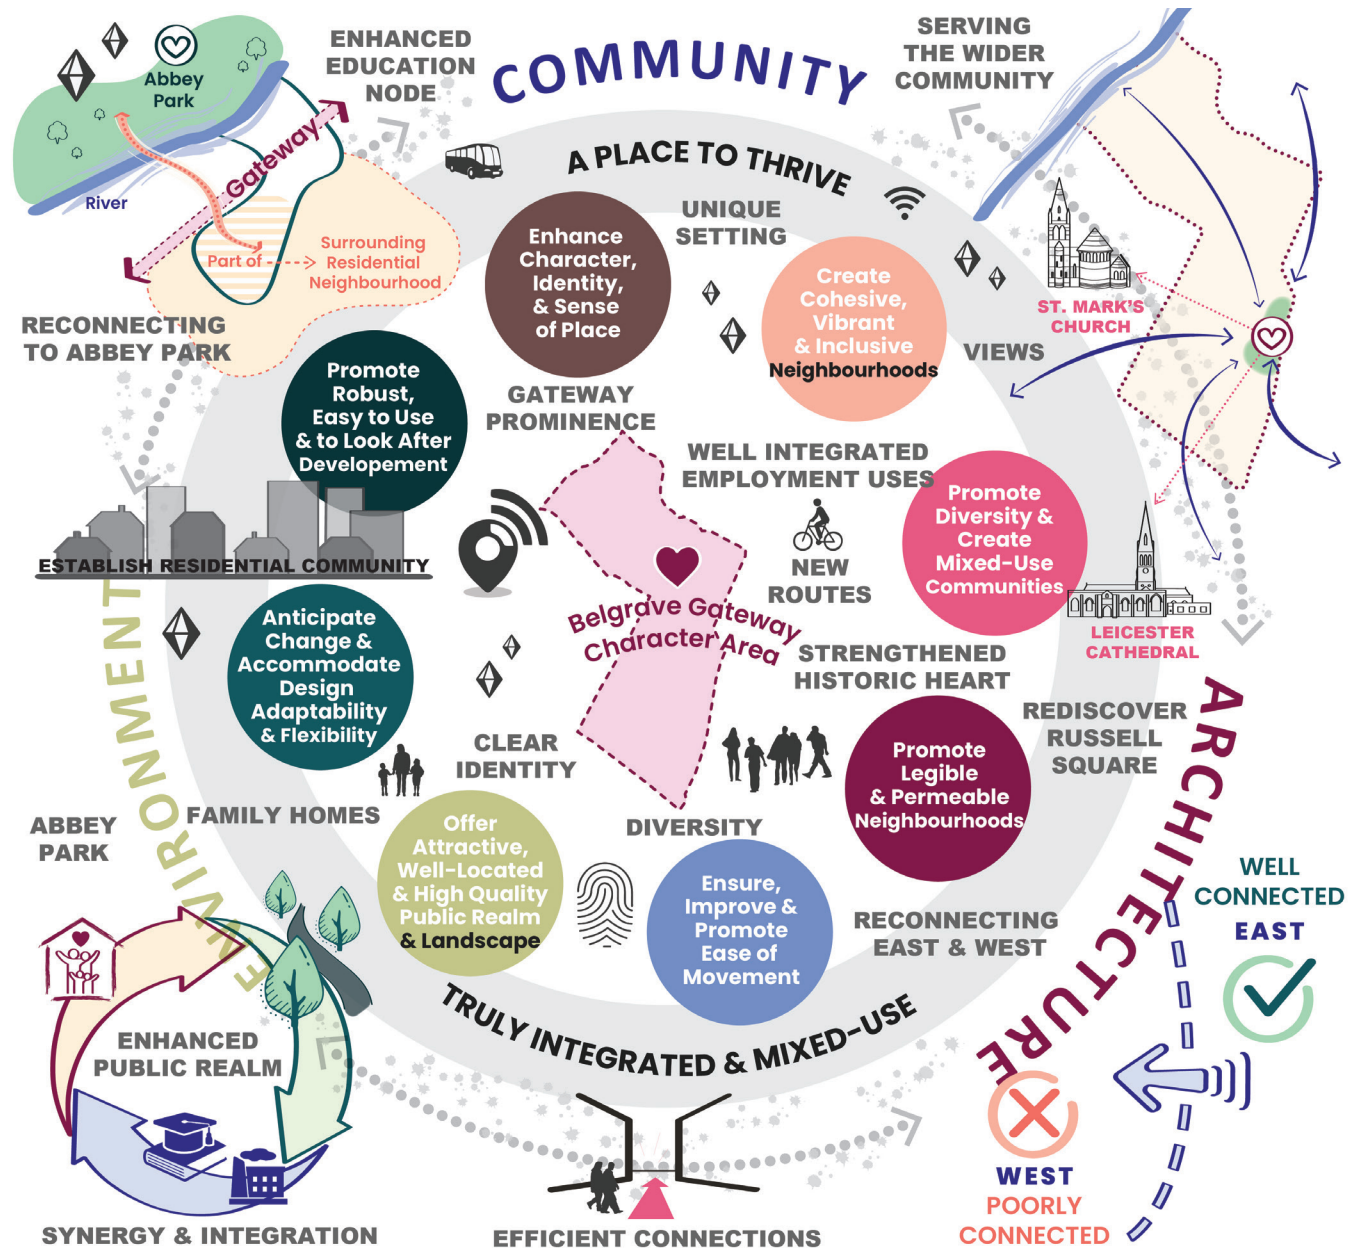 ENHANCED
EDUCATION
NODE
COMMUNITY
SERVING
THE WIDER
COMMUNITY
Abbey
Park
Gateway
River
Part of
Surrounding
Residential
Neighbourhood
A PLACE TO THRIVE
UNIQUE
SETTING
Enhance
Character,
Identity,
& Sense
of Place
Create
Cohesive,
Vibrant
& Inclusive
Neighbourhoods
ST. MARK'S
CHURCH
VIEWS
RECONNECTING
TO ABBEY PARK
Promote
Robust,
Easy to Use
& to Look After
Developement
GATEWAY
PROMINENCE
WELL INTEGRATED
EMPLOYMENT USES
Promote
Diversity &
Create
Mixed-Use
Communities
ESTABLISH RESIDENTIAL COMMUNITY
NEW
ROUTES
Belgrave Gateway
Character Area
LEICESTER
CATHEDRAL
ENVIRONMENT
Anticipate
Change &
Accommodate
Design
Adaptability
& Flexibility
STRENGTHENED
HISTORIC HEART
REDISCOVER
RUSSELL
SQUARE
ARCHITECTURE
CLEAR
IDENTITY
Promote
Legible
& Permeable
Neighbourhoods
FAMILY HOMES
ABBEY
PARK
Offer
Attractive,
Well-Located
& High Quality
Public Realm
& Landscape
DIVERSITY
Ensure,
Improve &
Promote
Ease of
Movement
RECONNECTING
EAST & WEST
WELL
CONNECTED
EAST
TRULY INTEGRATED & MIXED-USE
ENHANCED
PUBLIC REALM
WEST
POORLY
CONNECTED
SYNERGY & INTEGRATION
EFFICIENT CONNECTIONS